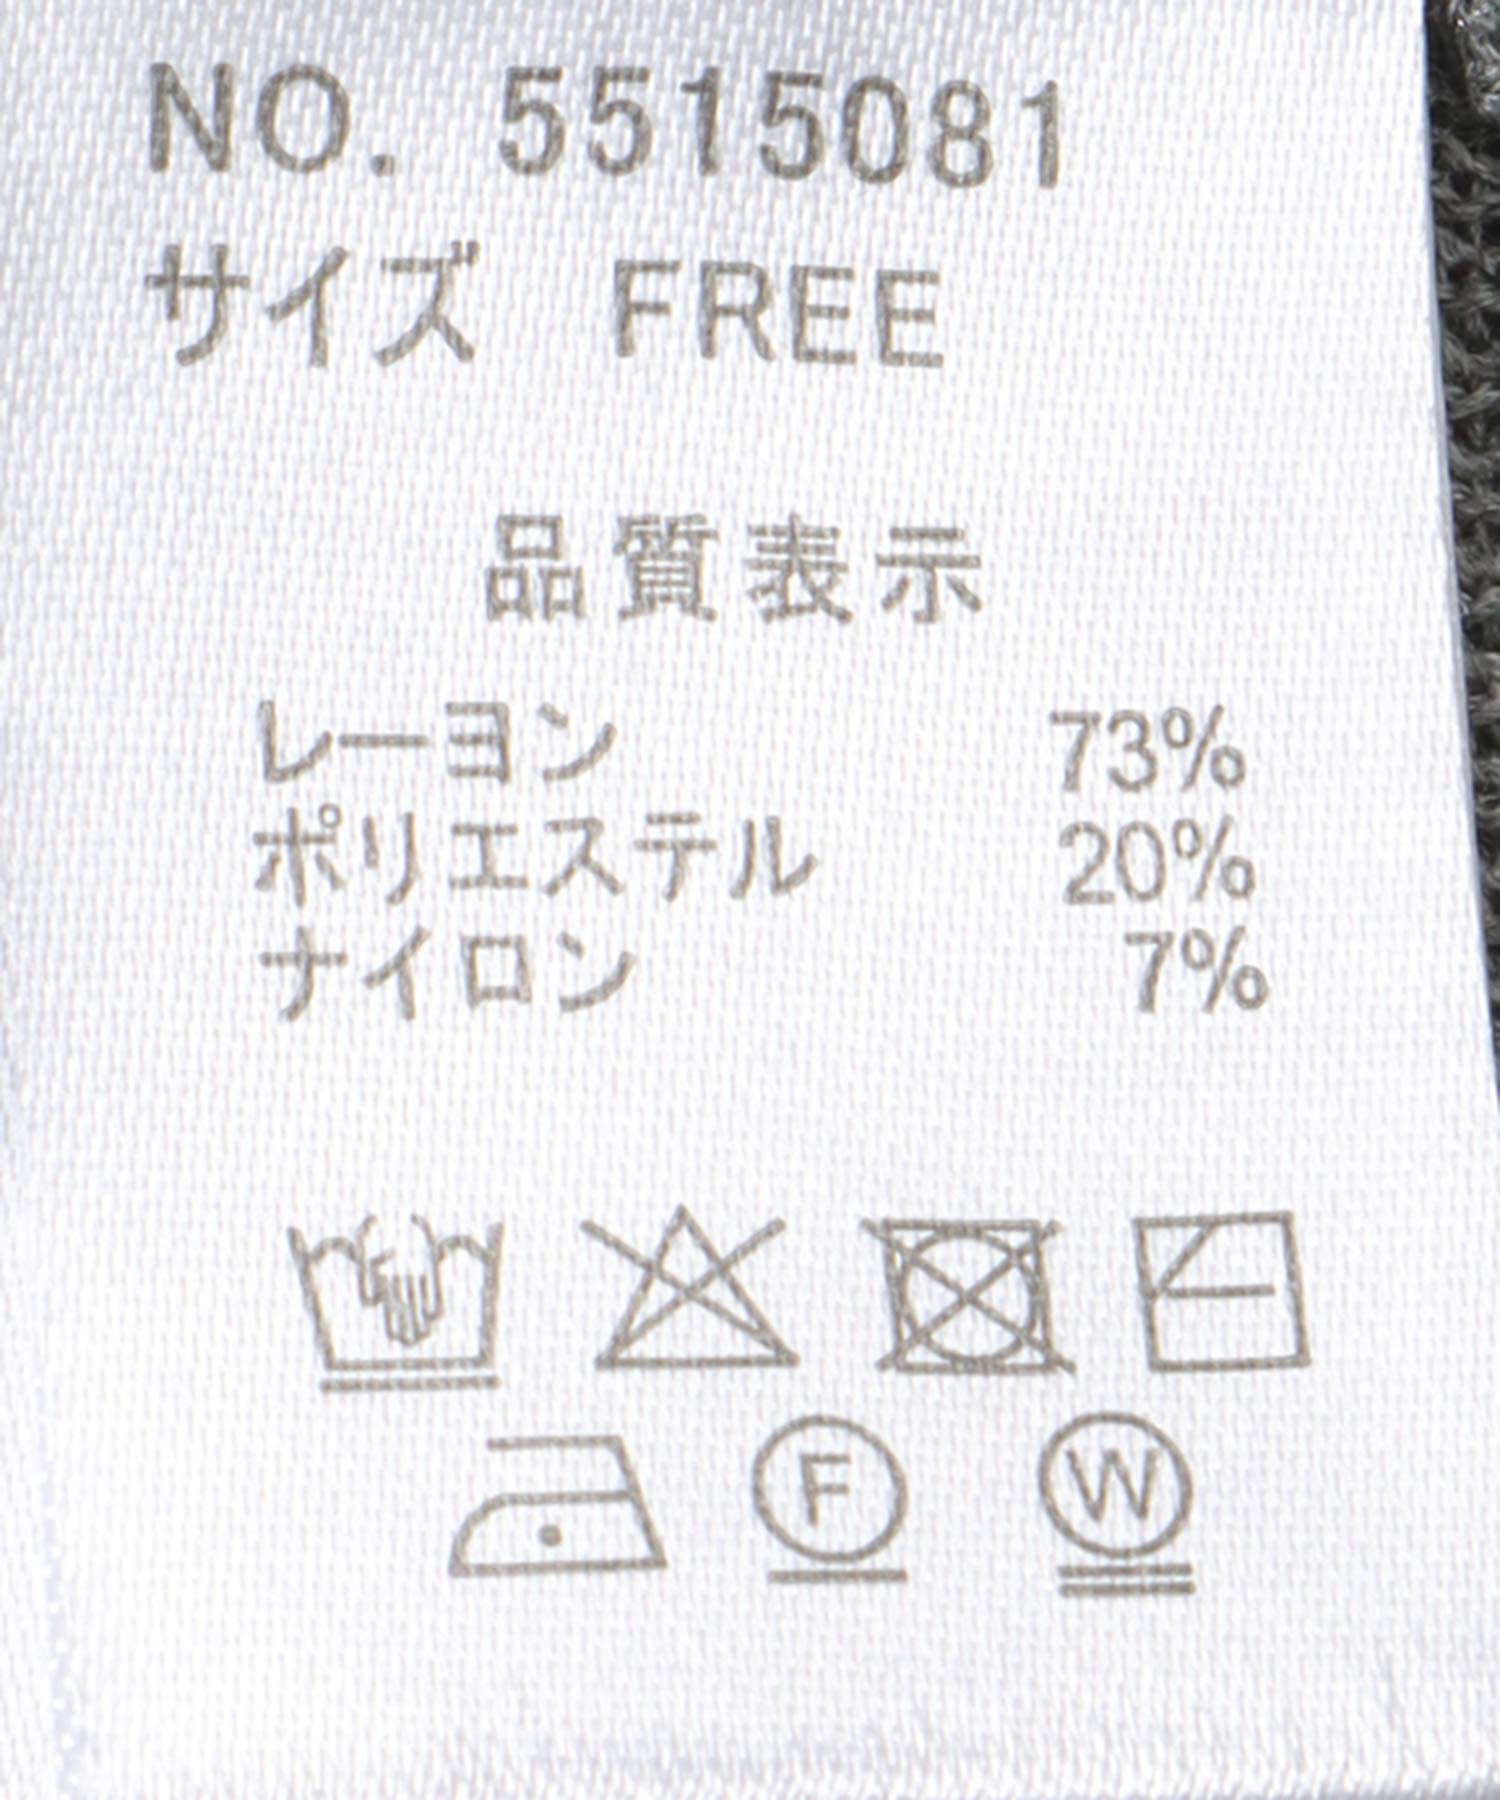 NO. 5515081
サイズ FREE
品質表示
レーヨン 73%
ポリエステル 20%
ナイロン 7%
F W